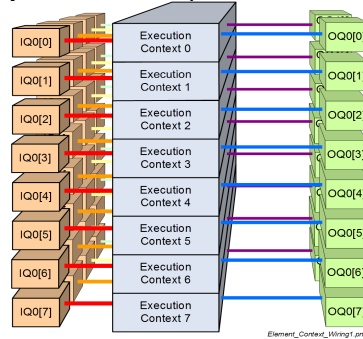 IQ0[0]
Execution
Context 0
OQ0[0]
IQ0[1]
Execution
Context 1
OQ0[1]
IQ0[2]
Execution
Context 2
OQ0[2]
IQ0[3]
Execution
Context 3
OQ0[3]
IQ0[4]
Execution
Context 4
OQ0[4]
IQ0[5]
Execution
Context 5
OQ0[5]
IQ0[6]
Execution
Context 6
OQ0[6]
IQ0[7]
Execution
Context 7
OQ0[7]
Element_Context_Wiring1.pn